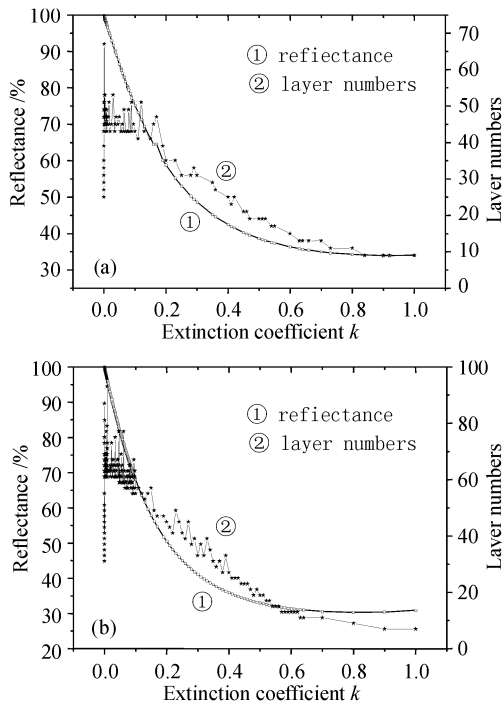 100
90
80
70
60
50
40
30
70
60
50
40
30
20
10
0
Reflectance /%
Layer numbers
① refiectance
② layer numbers
②
①
(a)
0.0 0.2 0.4 0.6 0.8 1.0
Extinction coefficient k
100
90
80
70
60
50
40
30
20
100
80
60
40
20
0
Reflectance /%
Layer numbers
① refiectance
② layer numbers
②
①
(b)
0.0 0.2 0.4 0.6 0.8 1.0
Extinction coefficient k